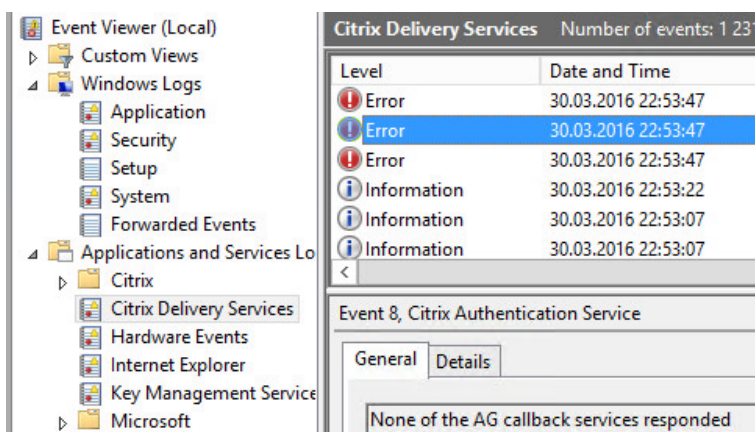 Event Viewer (Local)
Custom Views
Windows Logs
Application
Security
Setup
System
Forwarded Events
Applications and Services Lo
Citrix
Citrix Delivery Services
Hardware Events
Internet Explorer
Key Management Service
Microsoft
Citrix Delivery Services Number of events: 1 231
Level Date and Time
Error 30.03.2016 22:53:47
Error 30.03.2016 22:53:47
Error 30.03.2016 22:53:47
Information 30.03.2016 22:53:22
Information 30.03.2016 22:53:07
Information 30.03.2016 22:53:07
Event 8, Citrix Authentication Service
General Details
None of the AG callback services responded